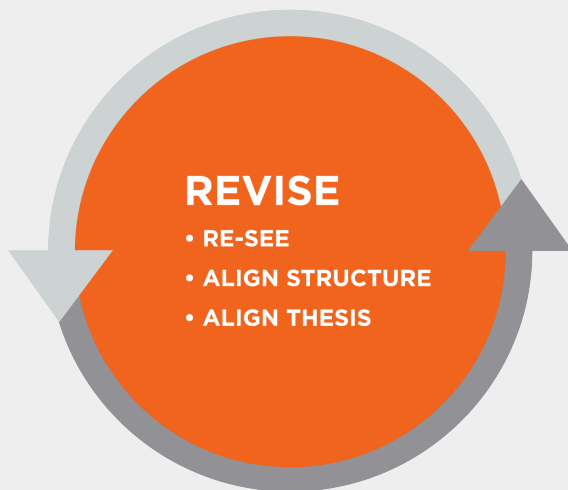 REVISE
• RE-SEE
• ALIGN STRUCTURE
• ALIGN THESIS